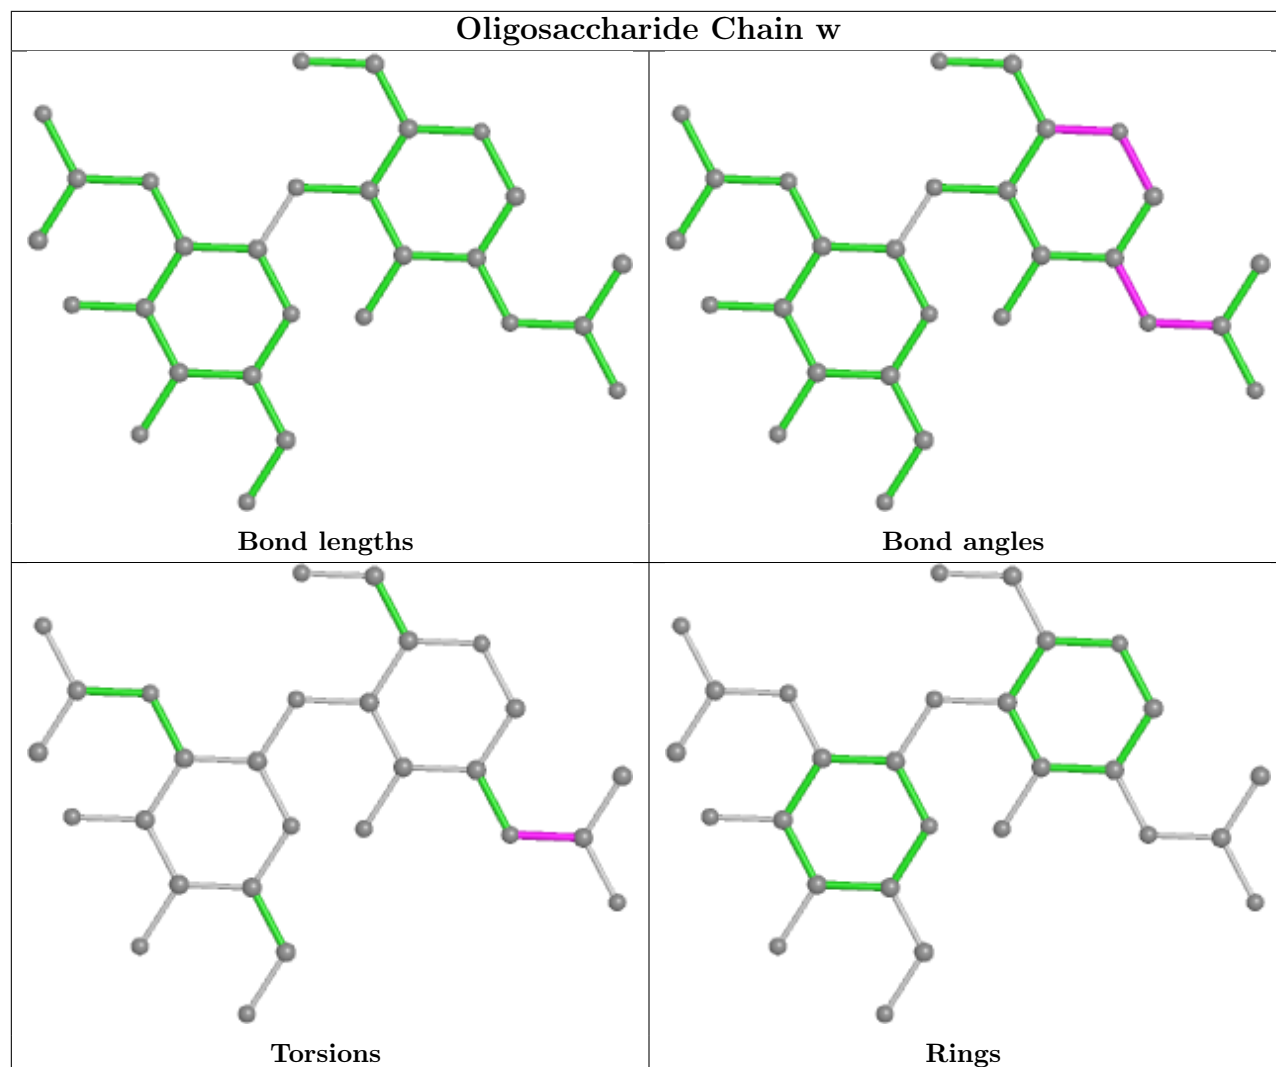 Oligosaccharide Chain w
Bond lengths
Bond angles
Torsions
Rings